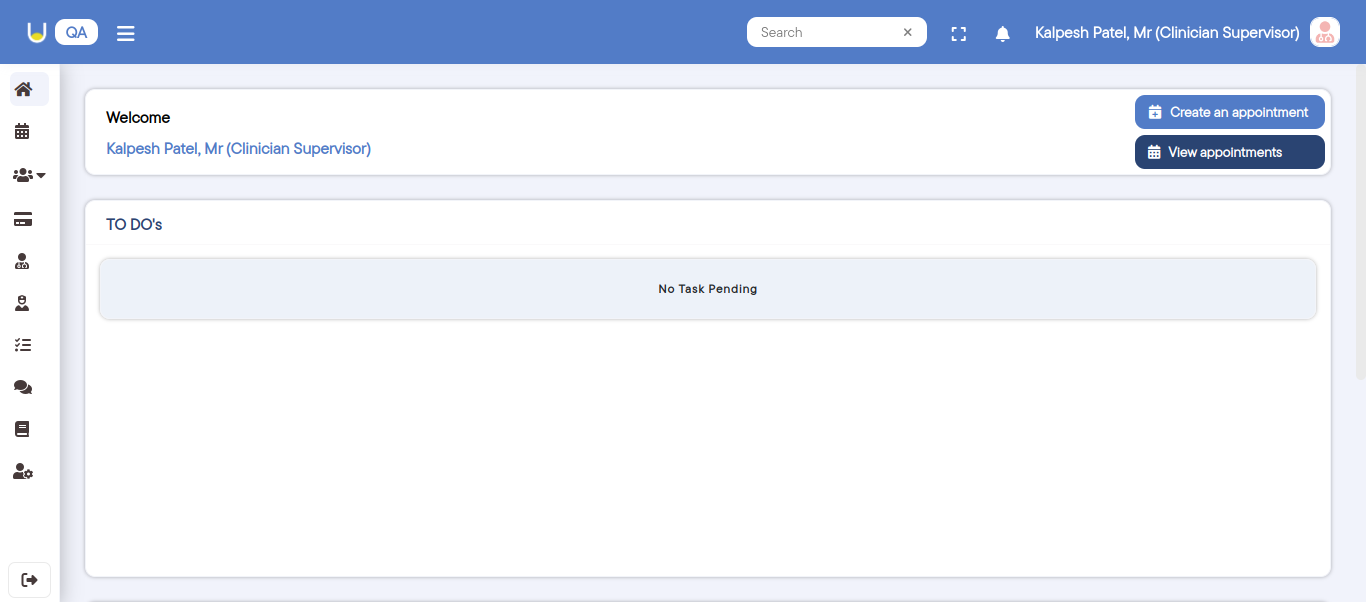 QA
Search
Kalpesh Patel, Mr (Clinician Supervisor)
Welcome
Kalpesh Patel, Mr (Clinician Supervisor)
Create an appointment
View appointments
TO DO's
No Task Pending